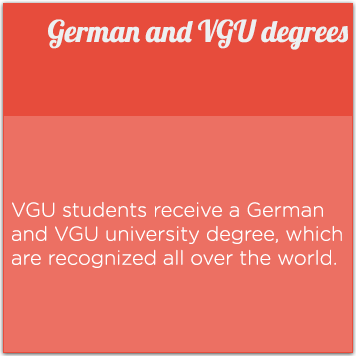 German and VGU degrees
VGU students receive a German
and VGU university degree, which
are recognized all over the world.